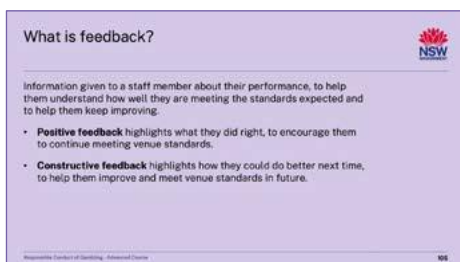 What is feedback?
NSW
GOVERNMENT
Information given to a staff member about their performance, to help
them understand how well they are meeting the standards expected and
to help them keep improving.
• Positive feedback highlights what they did right, to encourage them
to continue meeting venue standards.
• Constructive feedback highlights how they could do better next time,
to help them improve and meet venue standards in future.
Responsible Conduct of Gambling - Advanced Course
105